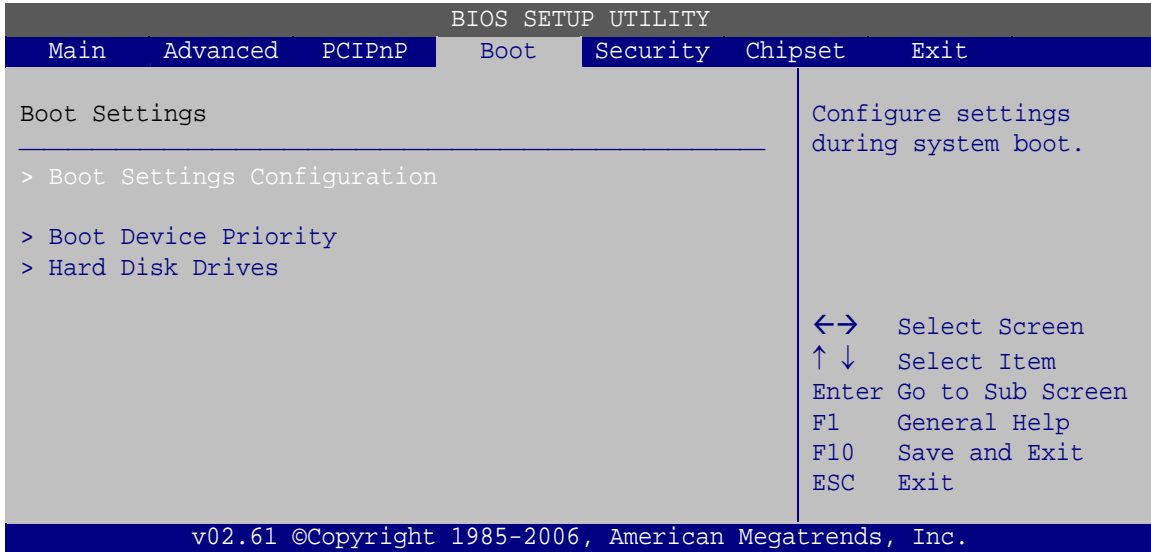 BIOS SETUP UTILITY
Main Advanced PCIPnP Boot Security Chipset Exit
Boot Settings
> Boot Settings Configuration
> Boot Device Priority
> Hard Disk Drives
Configure settings
during system boot.
←→ Select Screen
↑ ↓ Select Item
Enter Go to Sub Screen
F1 General Help
F10 Save and Exit
ESC Exit
v02.61 ©Copyright 1985-2006, American Megatrends, Inc.